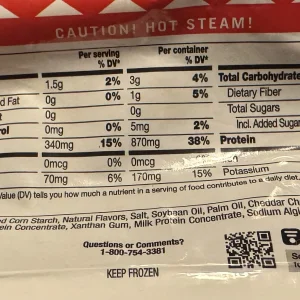 CAUTION! HOT STEAM!
Per serving Per container
% DV* % DV*
1.5g 2% 3g 4% Total Carbohydrate
d Fat 0g 0% 1g 5% Dietary Fiber
0g 0g Total Sugars
rol 0mg 0% 5mg 2% Incl. Added Sugar
340mg 15% 870mg 38% Protein
0mcg 0% 0mcg 0%
70mg 6% 170mg 15% Potassium
Value (DV) tells you how much a nutrient in a serving of food contributes to a daily diet.
ed Corn Starch, Natural Flavors, Salt, Soybean Oil, Palm Oil, Cheddar Ch
ein Concentrate, Xanthan Gum, Milk Protein Concentrate, Sodium Alg
Questions or Comments?
1-800-754-3381
KEEP FROZEN